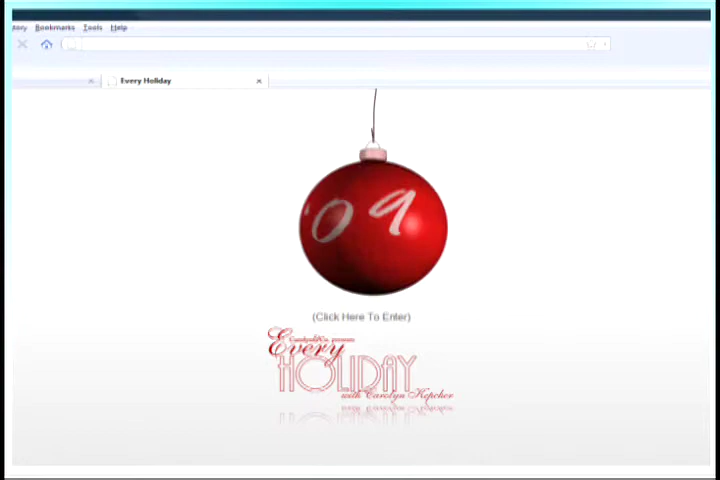 Bookmarks Tools Help
Every Holiday
'09
(Click Here To Enter)
Every
HOLIDAY
with Carolyn Kepcher